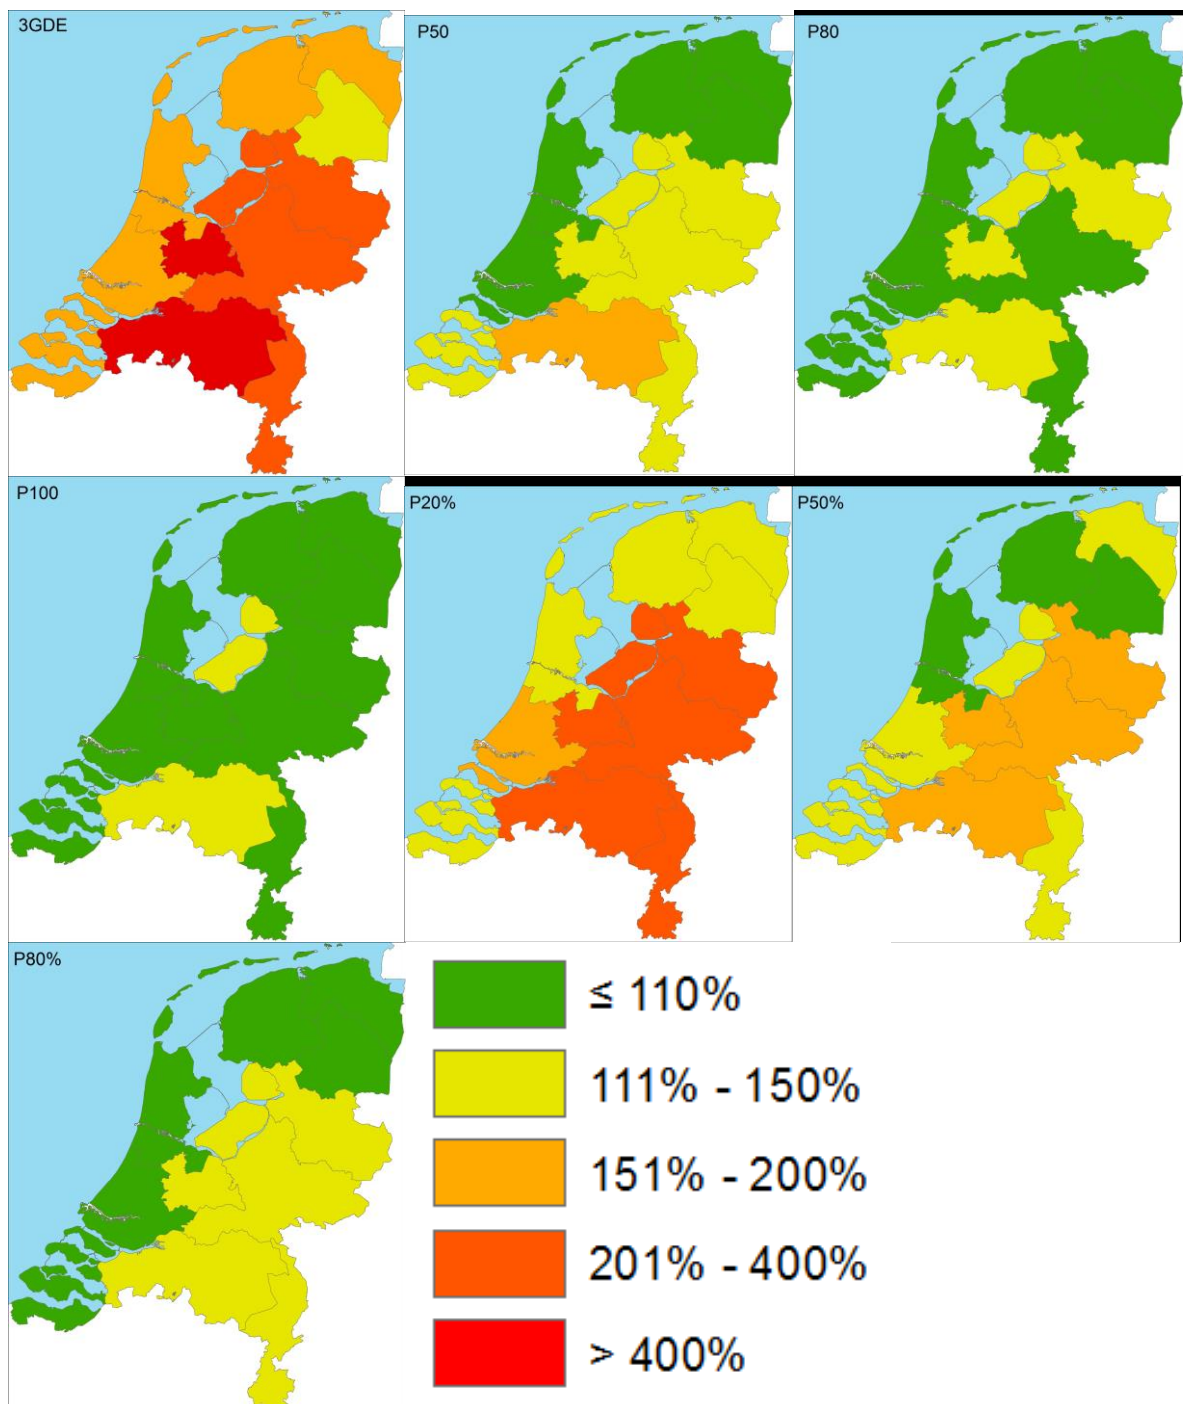 3GDE
P50
P80
P100
P20%
P50%
P80%
≤ 110%
111% - 150%
151% - 200%
201% - 400%
> 400%